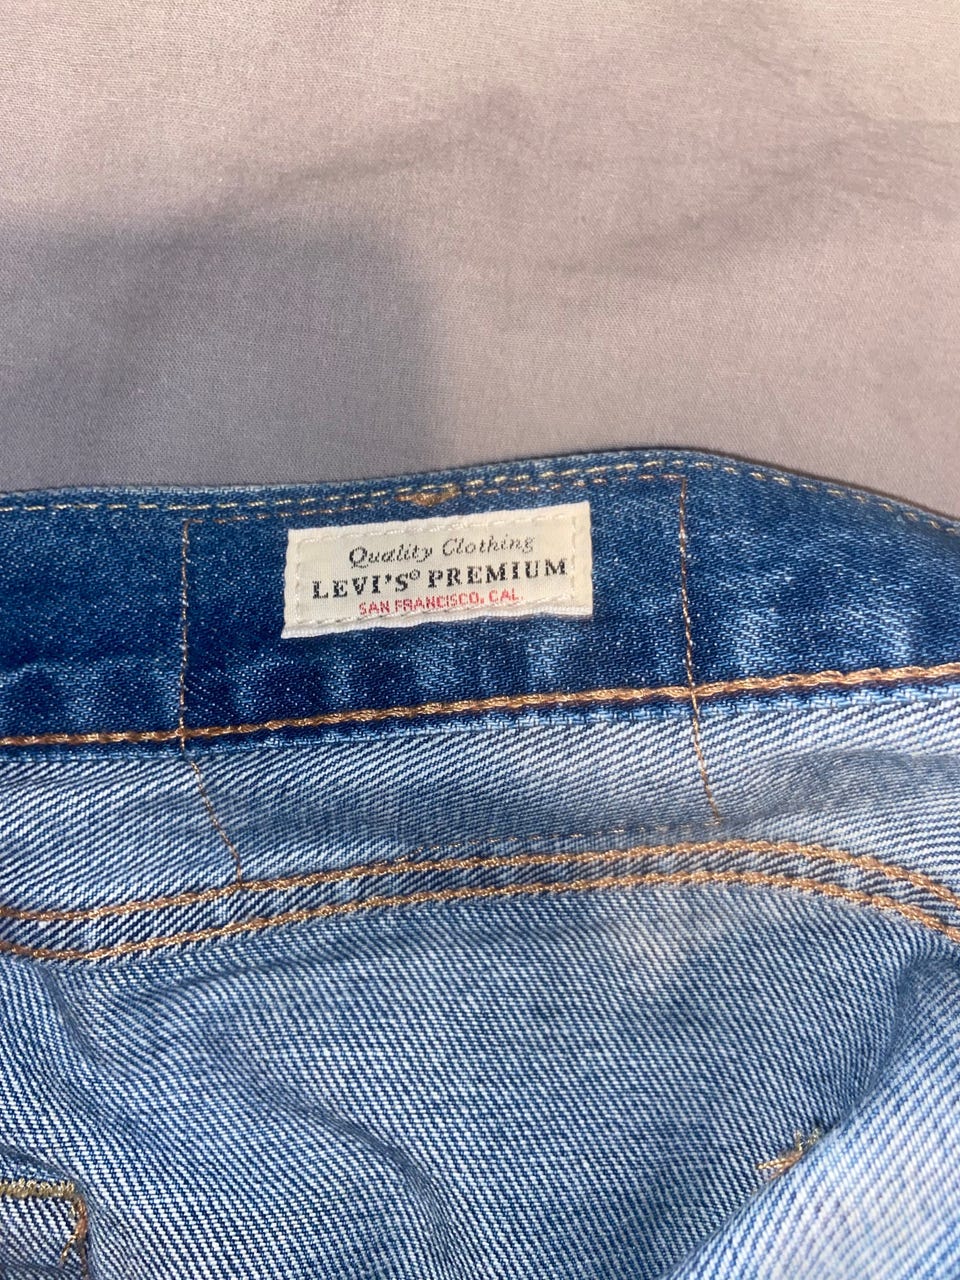 Quality Clothing
LEVI'S® PREMIUM
SAN FRANCISCO, CAL.